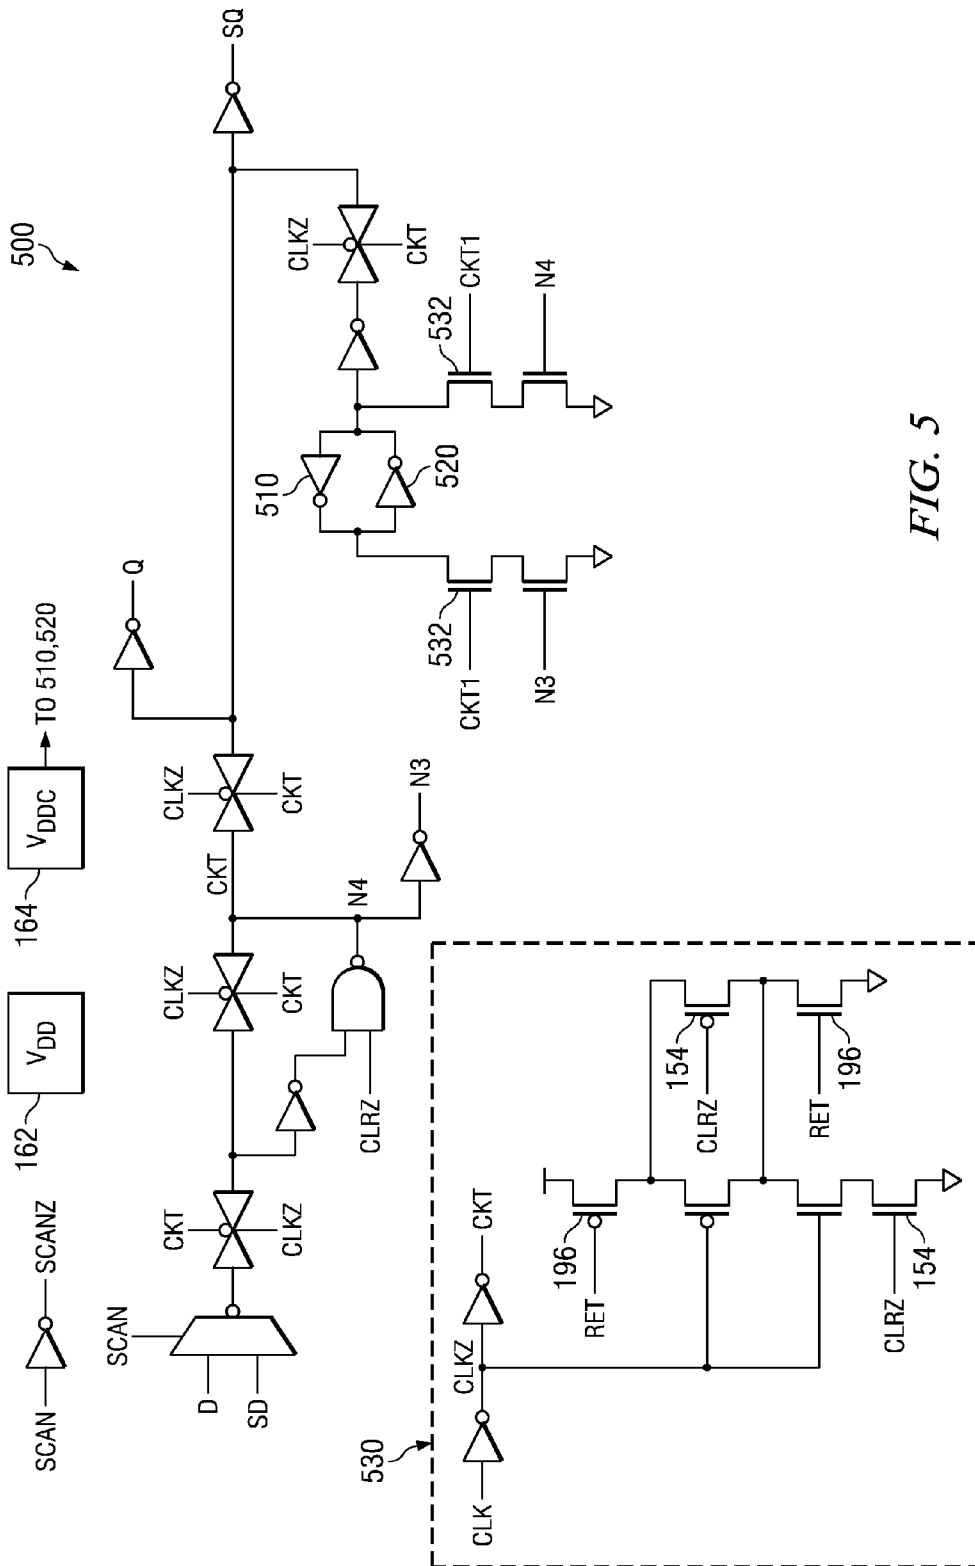 500
SCAN
SCANZ
162
VDD
164
VDDC
TO 510,520
SCAN
D
SD
CKT
CLKZ
CLKZ
CKT
CKT
CLKZ
CKT
Q
SQ
CLRZ
N4
N3
510
520
CLKZ
CKT
532
CKT1
N3
532
CKT1
N4
530
CLK
CLKZ
CKT
196
RET
154
CLRZ
154
CLRZ
196
RET
FIG. 5